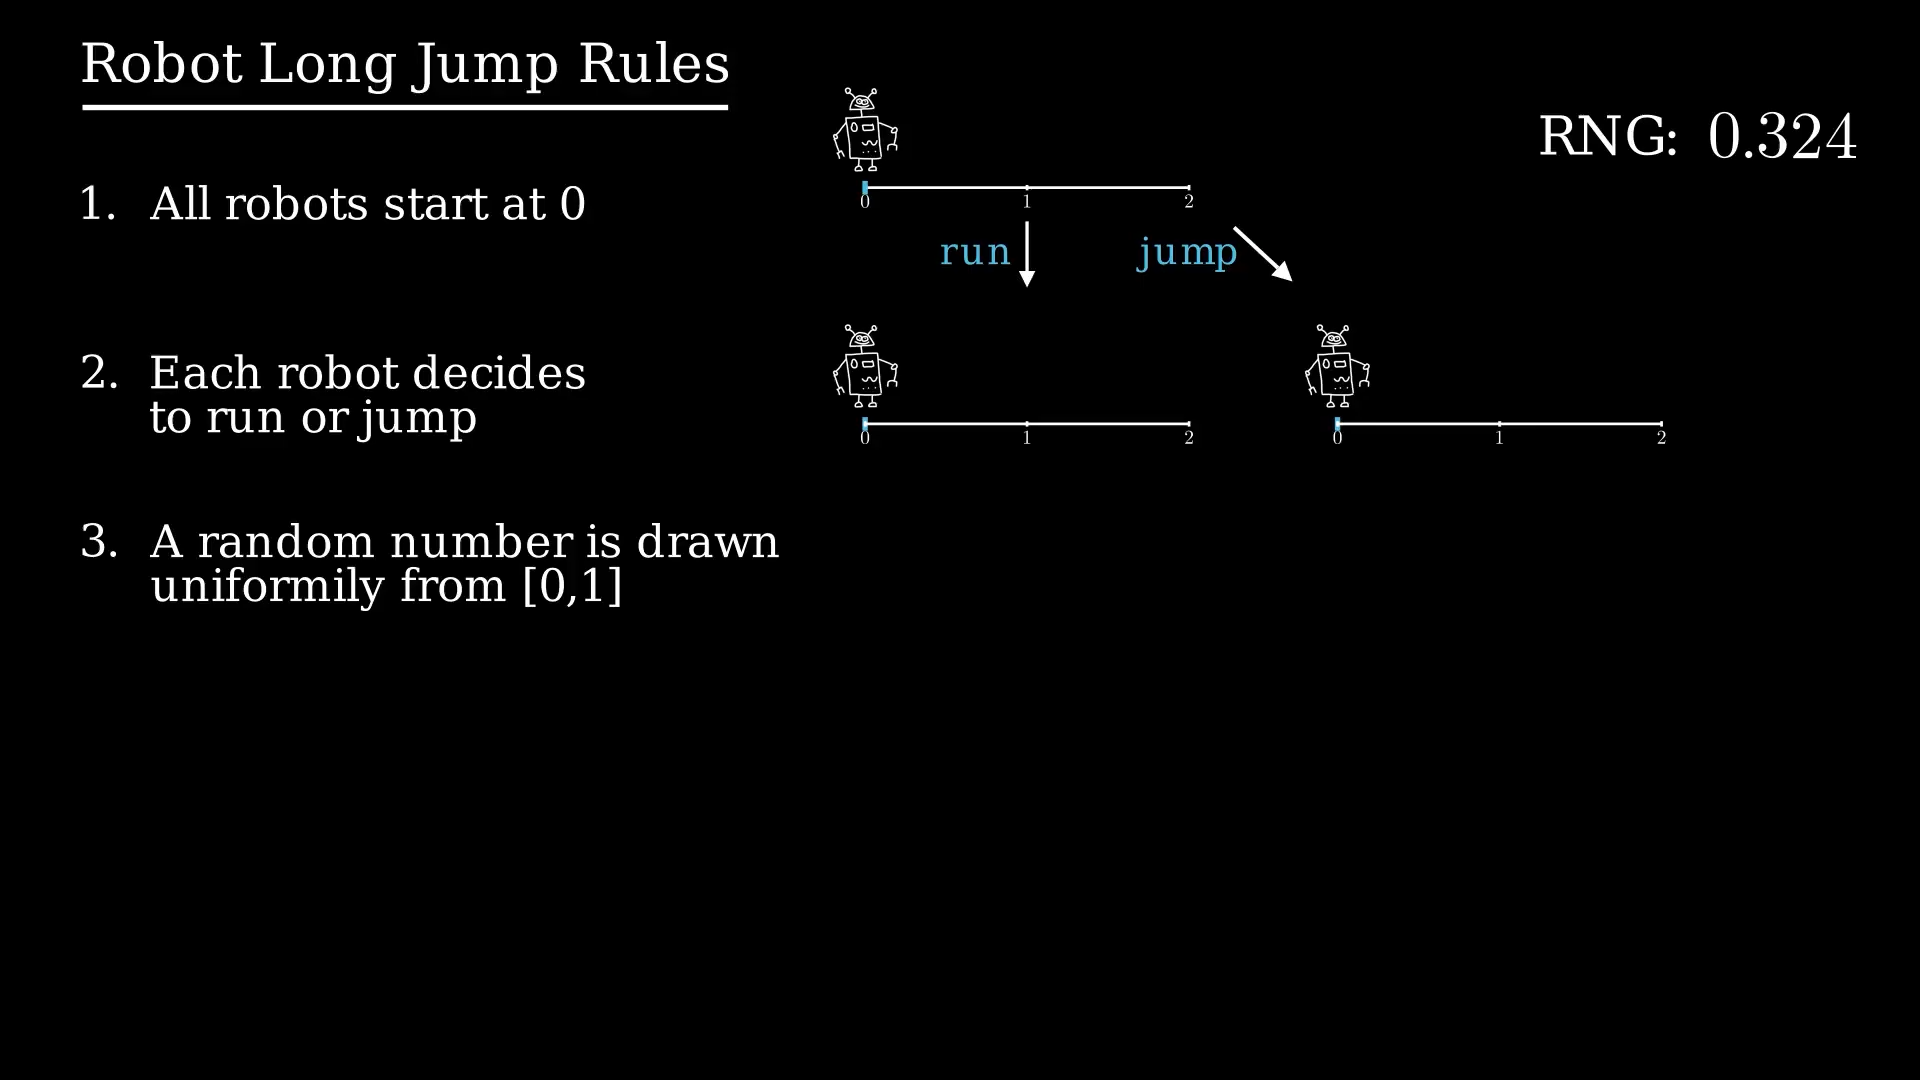 Robot Long Jump Rules
RNG: 0.324
1. All robots start at 0
0 1 2
run jump
2. Each robot decides
to run or jump
0 1 2
0 1 2
3. A random number is drawn
uniformily from [0,1]